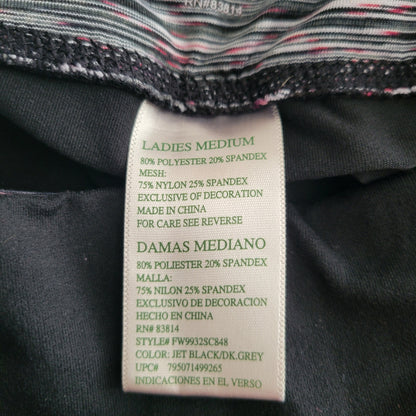 RN#83814
LADIES MEDIUM
80% POLYESTER 20% SPANDEX
MESH:
75% NYLON 25% SPANDEX
EXCLUSIVE OF DECORATION
MADE IN CHINA
FOR CARE SEE REVERSE
DAMAS MEDIANO
80% POLIESTER 20% SPANDEX
MALLA:
75% NILON 25% SPANDEX
EXCLUSIVO DE DECORACION
HECHO EN CHINA
RN# 83814
STYLE# FW9932SC848
COLOR: JET BLACK/DK.GREY
UPC# 795071499265
INDICACIONES EN EL VERSO